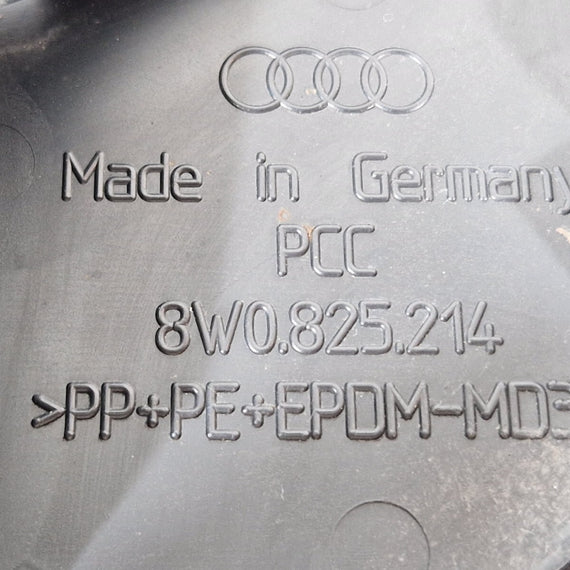 Made in Germany
PCC
8W0.825.214
>PP+PE+EPDM-MD3